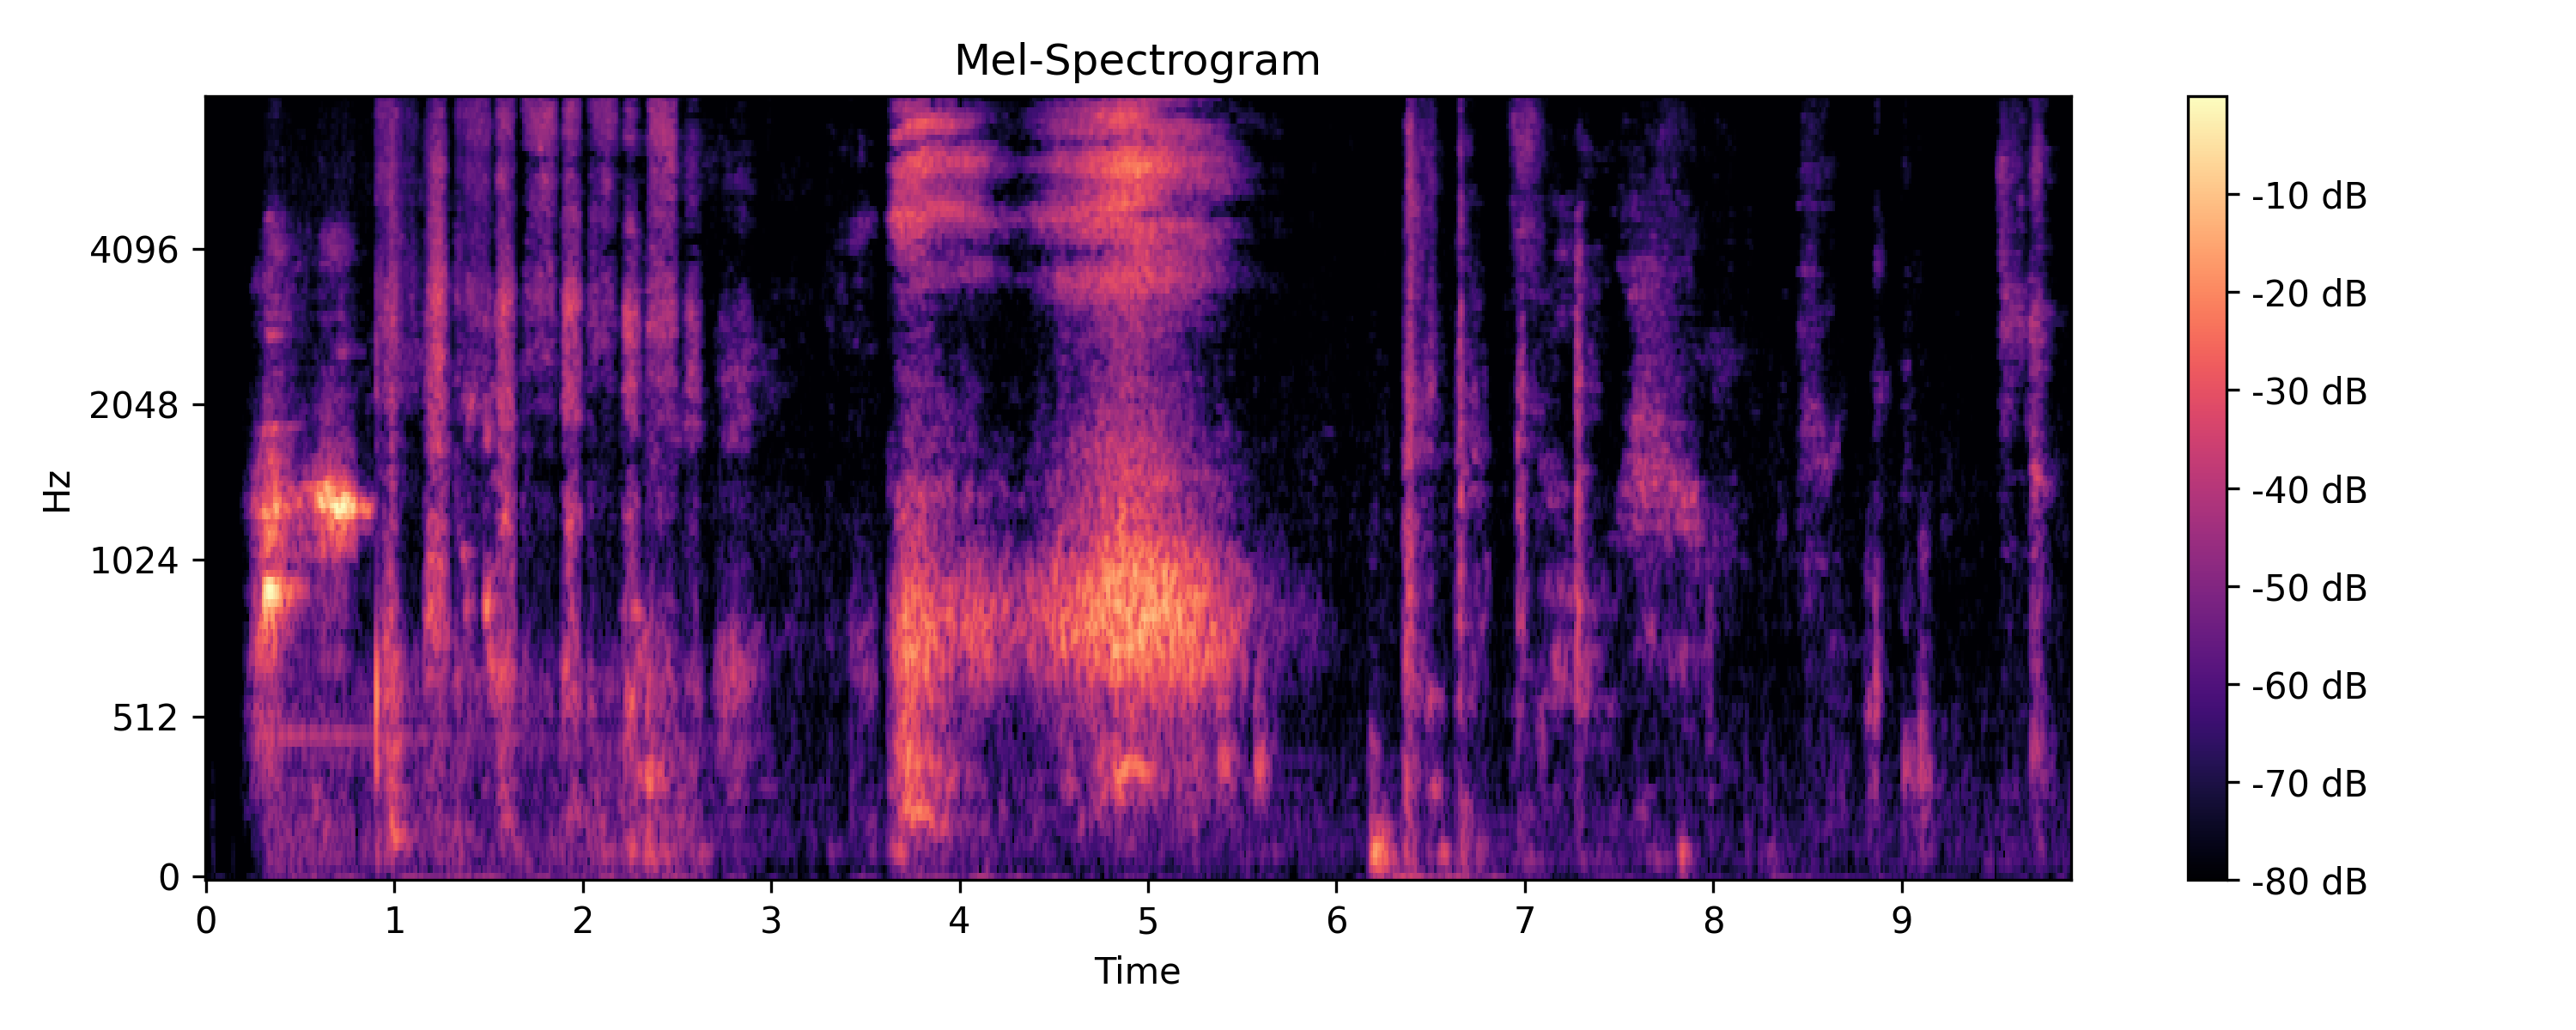 Mel-Spectrogram
Hz
4096
2048
1024
512
0
0 1 2 3 4 5 6 7 8 9
Time
-10 dB
-20 dB
-30 dB
-40 dB
-50 dB
-60 dB
-70 dB
-80 dB